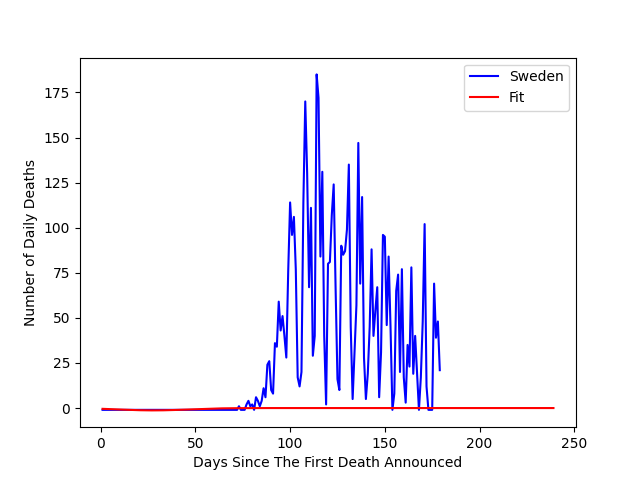 Sweden
Fit
175
150
125
100
75
50
25
0
Number of Daily Deaths
0 50 100 150 200 250
Days Since The First Death Announced